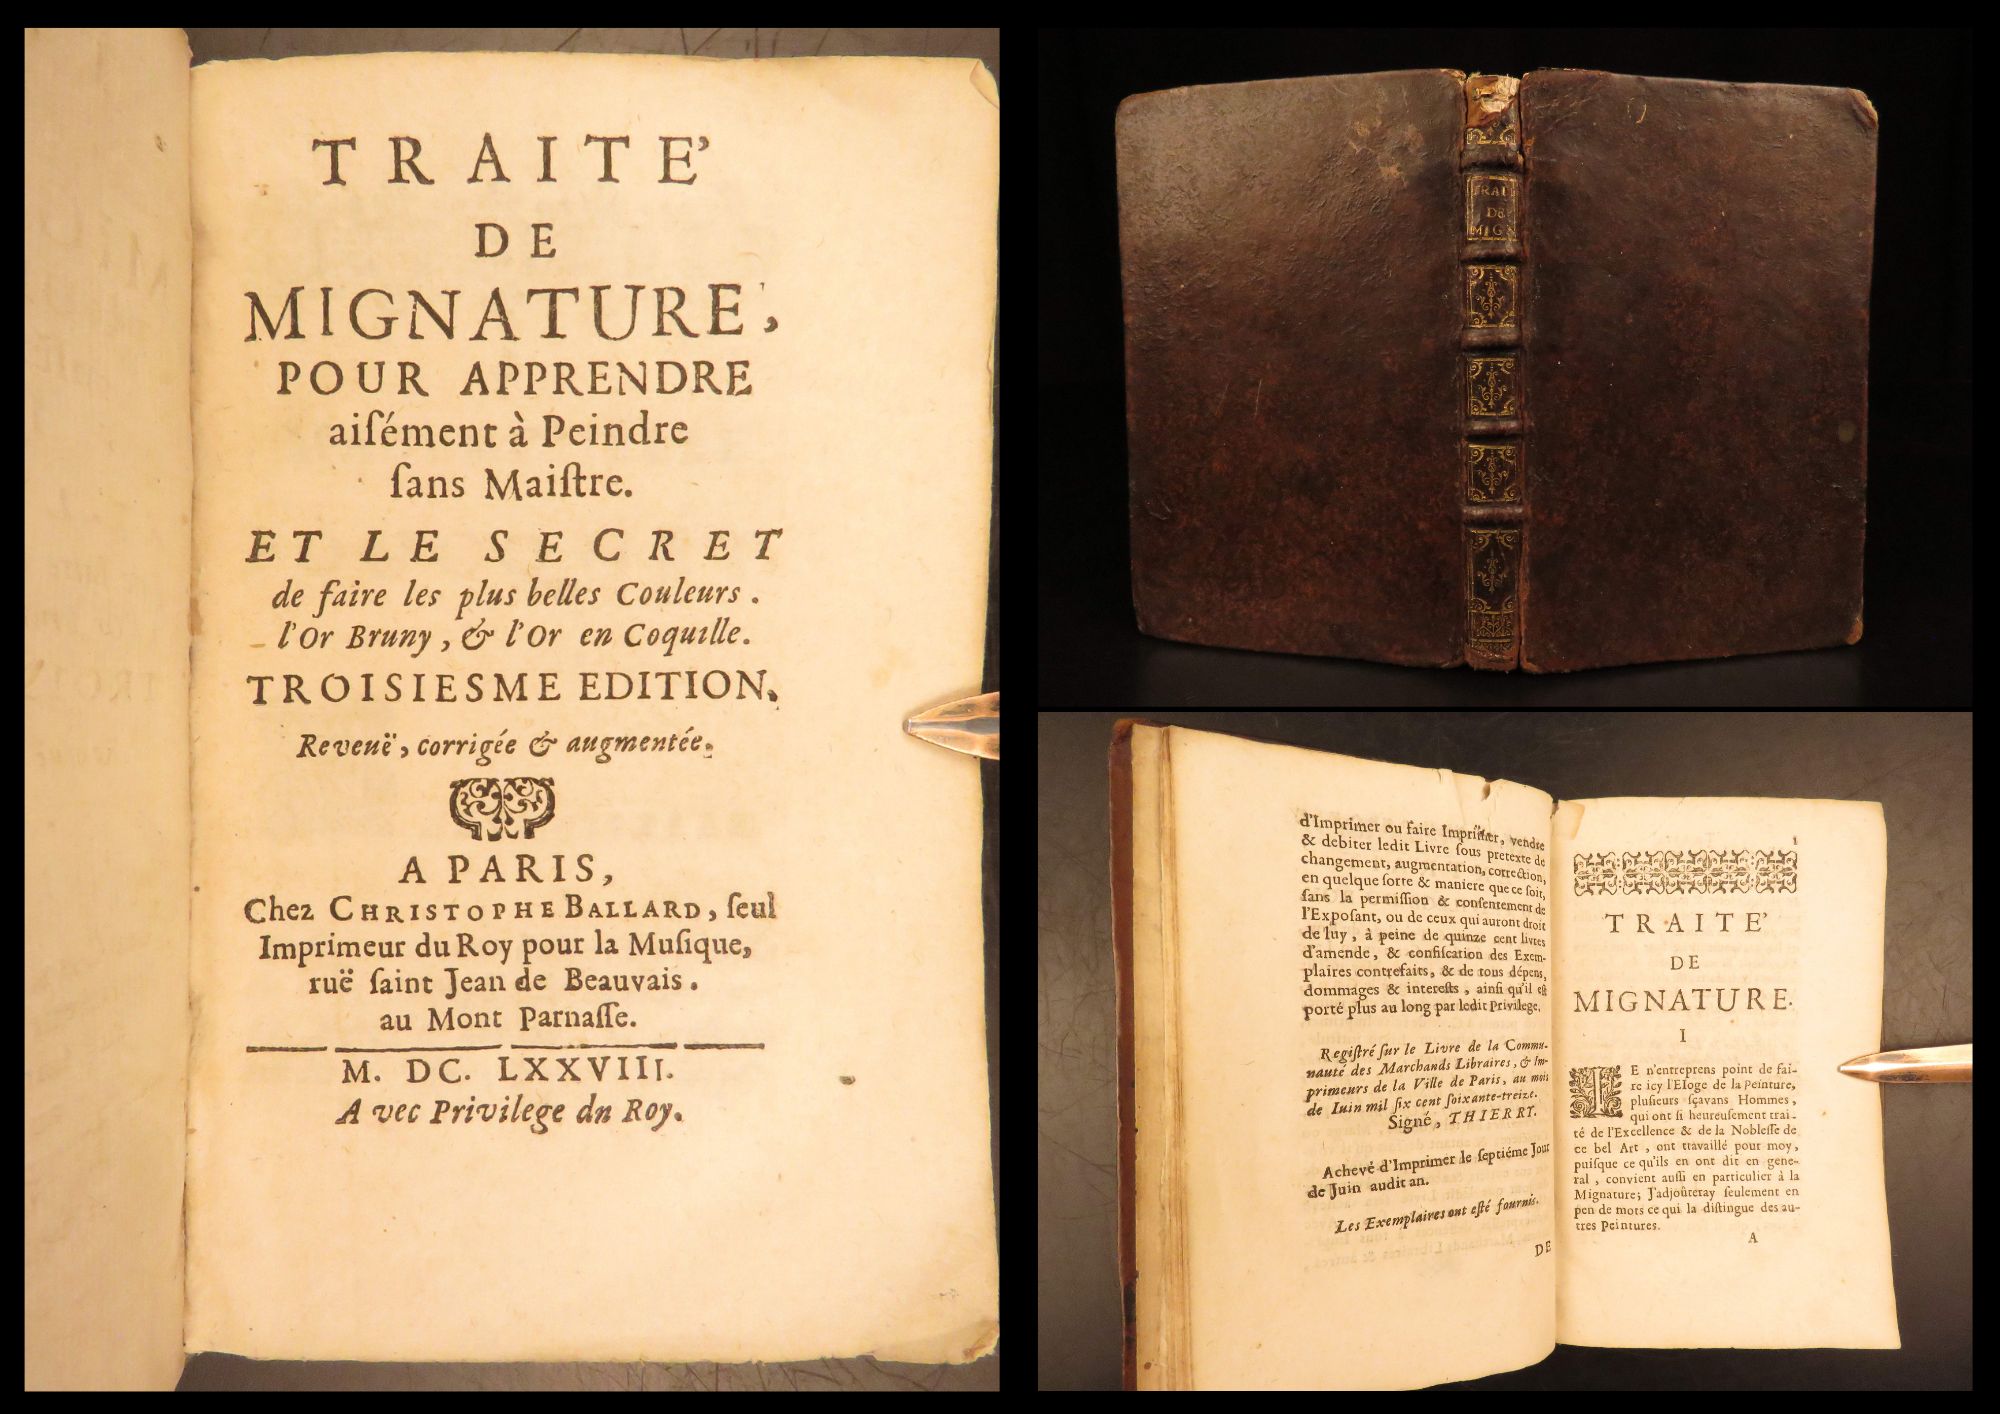 TRAITE'
DE
MIGNATURE,
POUR APPRENDRE
aiſément à Peindre
ſans Maiſtre.
ET LE SECRET
de faire les plus belles Couleurs.
l'Or Bruny, & l'Or en Coquille.
TROISIESME EDITION.
Reveuë, corrigée & augmentée.
A PARIS,
Chez CHRISTOPHE BALLARD, ſeul
Imprimeur du Roy pour la Muſique,
ruë ſaint Jean de Beauvais.
au Mont Parnaſſe.
M. DC. LXXVIII.
Avec Privilege dn Roy.
TRAI
DE
MIGN
d'Imprimer ou faire Imprimer, vendre
& debiter ledit Livre ſous pretexte de
changement, augmentation, correction,
en quelque ſorte & maniere que ce ſoit,
ſans la permiſſion & conſentement de
l'Expoſant, ou de ceux qui auront droit
de luy, à peine de quinze cent livres
d'amende, & confiſcation des Exem-
plaires contrefaits, & de tous dépens,
dommages & intereſts, ainſi qu'il eſt
porté plus au long par ledit Privilege.
Regiſtré ſur le Livre de la Commu-
nauté des Marchands Libraires, & Im-
primeurs de la Ville de Paris, au mois
de Iuin mil ſix cent ſoixante-treize.
Signé, THIERRY.
Achevé d'Imprimer le ſeptiéme Jour
de Juin audit an.
Les Exemplaires ont eſté fournis.
DE
1
TRAITE'
DE
MIGNATURE.
I
IE n'entreprens point de fai-
re icy l'Eloge de la Peinture,
pluſieurs ſçavans Hommes,
qui ont ſi heureuſement trai-
té de l'Excellence & de la Nobleſſe de
ce bel Art, ont travaillé pour moy,
puiſque ce qu'ils en ont dit en gene-
ral, convient auſſi en particulier à la
Mignature; J'adjoûteray ſeulement en
pen de mots ce qui la diſtingue des au-
tres Peintures.
A